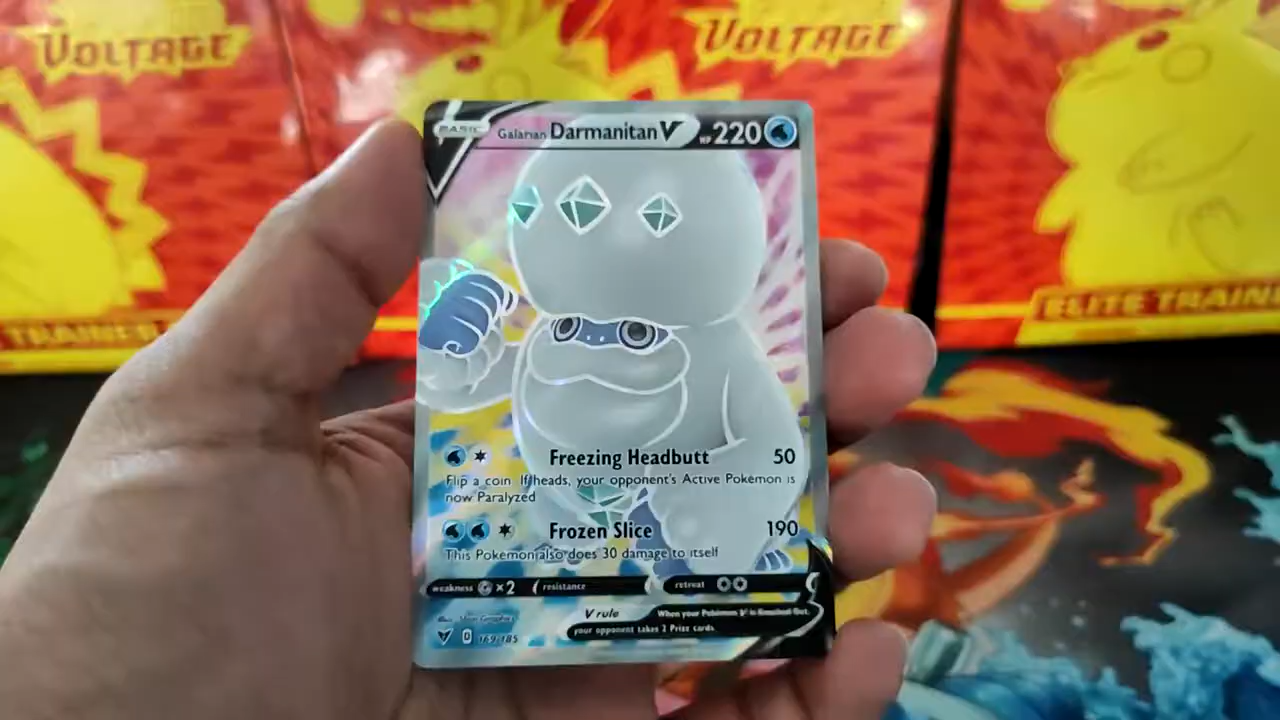 VOLTAGE
VOLTAGE
BASIC
Galarian Darmanitan V HP 220
ELITE TRAINE
E TRAINER
Freezing Headbutt 50
Flip a coin. If heads, your opponent's Active Pokémon is
now Paralyzed
Frozen Slice 190
This Pokémon also does 30 damage to itself
weakness ×2 resistance retreat
V rule When your Pokémon V is Knocked Out,
your opponent takes 2 Prize cards.
D 169/185